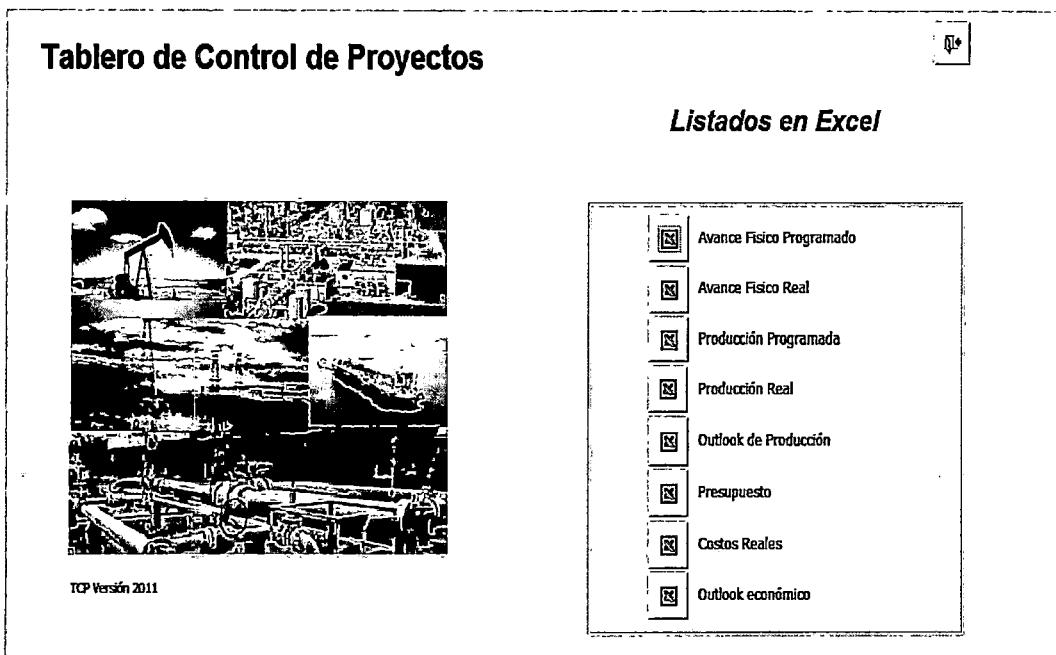 Tablero de Control de Proyectos
Listados en Excel
Avance Fisico Programado
Avance Fisico Real
Producción Programada
Producción Real
Outlook de Producción
Presupuesto
Costos Reales
Outlook económico
TCP Versión 2011